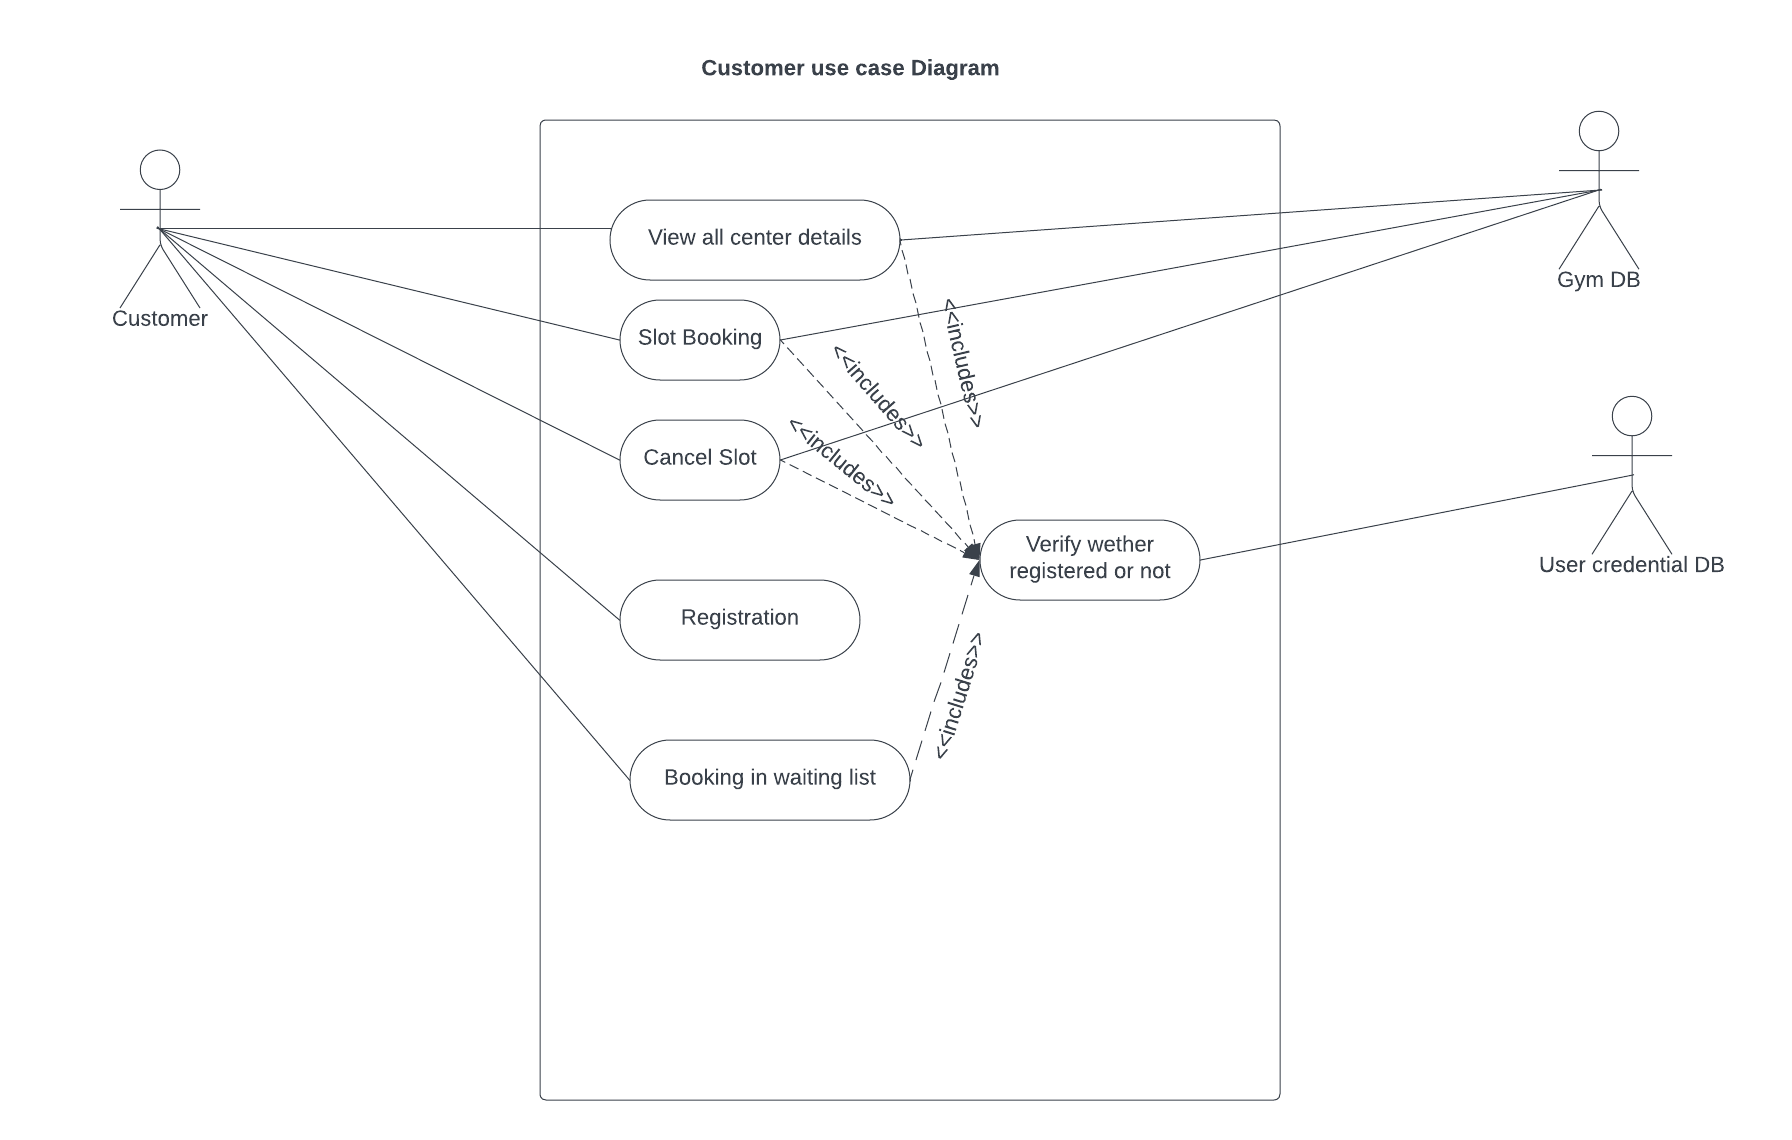 Customer use case Diagram
Customer
Gym DB
View all center details
Slot Booking
Cancel Slot
<<includes>>
<<includes>>
<<includes>>
Verify wether
registered or not
User credential DB
Registration
<<includes>>
Booking in waiting list